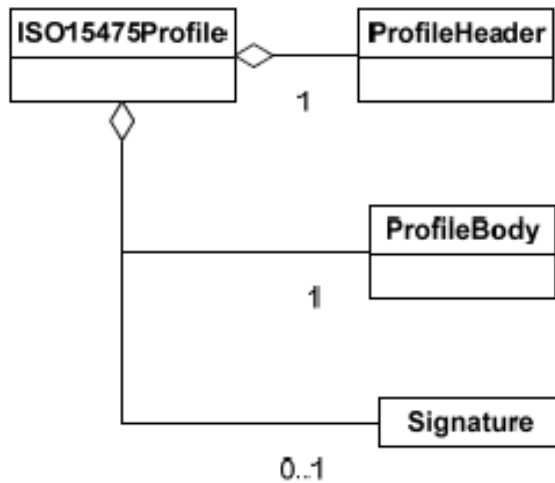 ISO15475Profile
ProfileHeader
1
ProfileBody
1
Signature
0..1